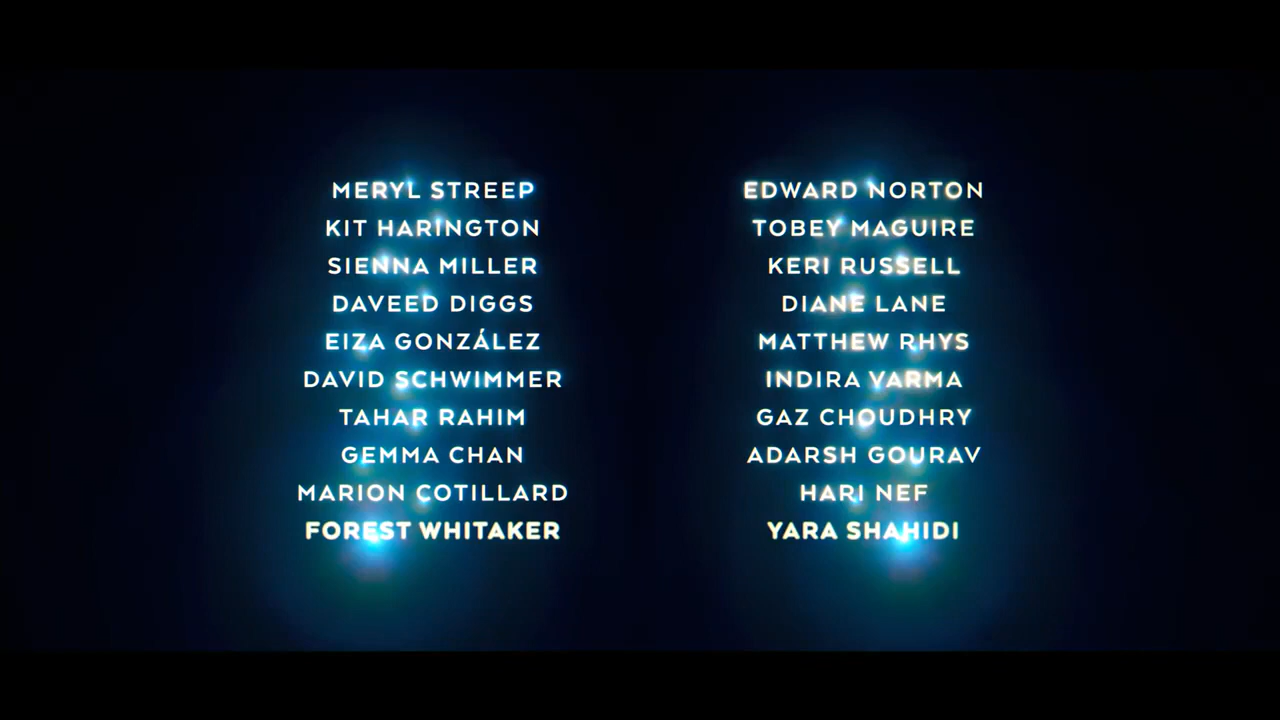 MERYL STREEP
KIT HARINGTON
SIENNA MILLER
DAVEED DIGGS
EIZA GONZÁLEZ
DAVID SCHWIMMER
TAHAR RAHIM
GEMMA CHAN
MARION COTILLARD
FOREST WHITAKER
EDWARD NORTON
TOBEY MAGUIRE
KERI RUSSELL
DIANE LANE
MATTHEW RHYS
INDIRA VARMA
GAZ CHOUDHRY
ADARSH GOURAV
HARI NEF
YARA SHAHIDI